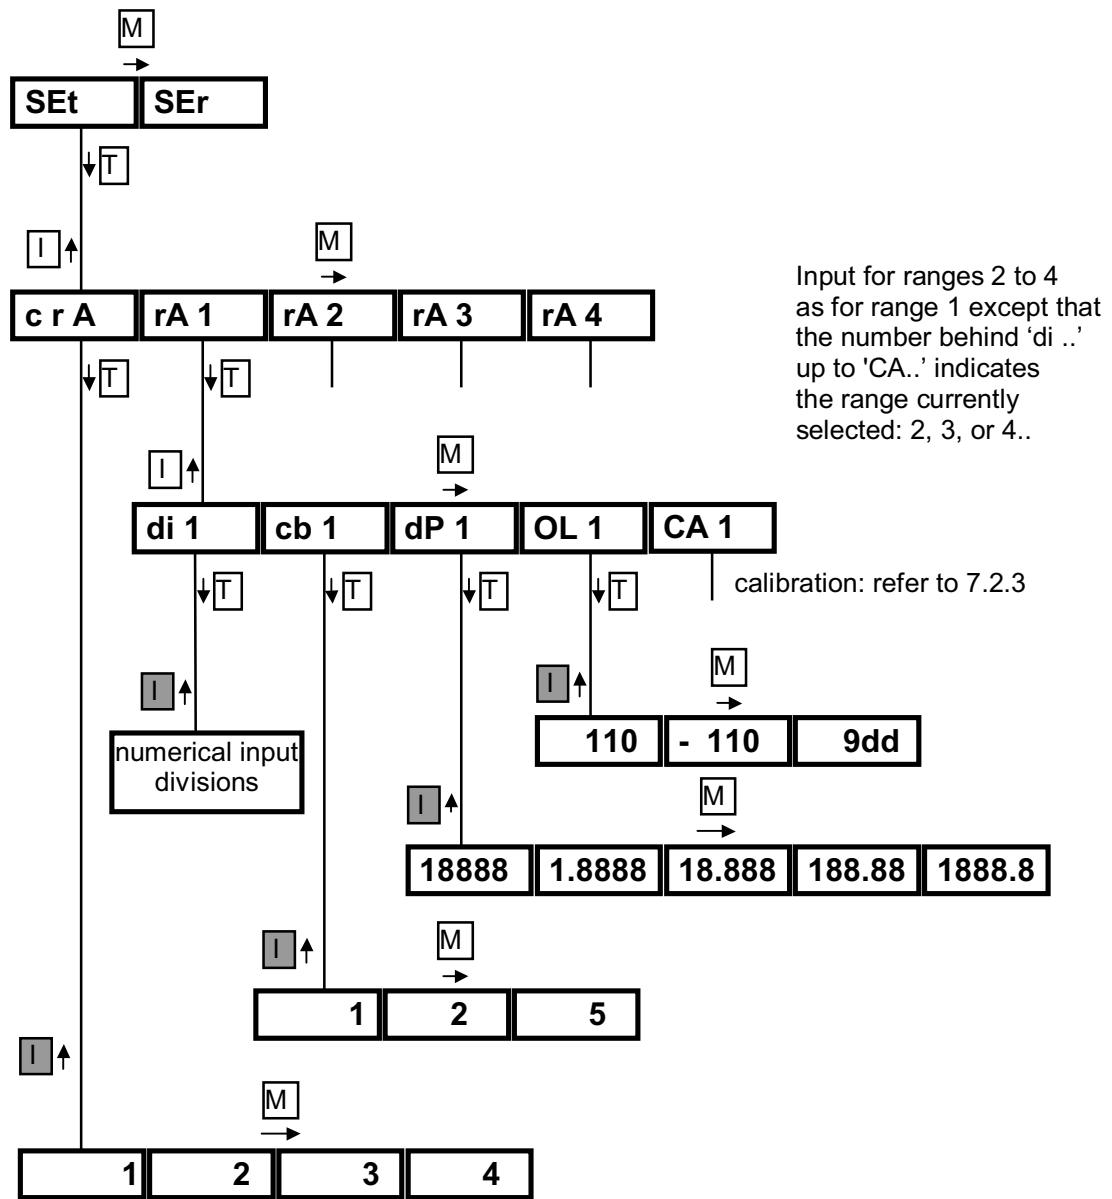 M
SEt SEr
T
I M
c r A rA 1 rA 2 rA 3 rA 4
Input for ranges 2 to 4
as for range 1 except that
the number behind ‘di ..’
up to 'CA..' indicates
the range currently
selected: 2, 3, or 4..
T T
I M
di 1 cb 1 dP 1 OL 1 CA 1
T T T T
calibration: refer to 7.2.3
I I M
110 - 110 9dd
numerical input
divisions
I M
18888 1.8888 18.888 188.88 1888.8
I M
1 2 5
I
M
1 2 3 4